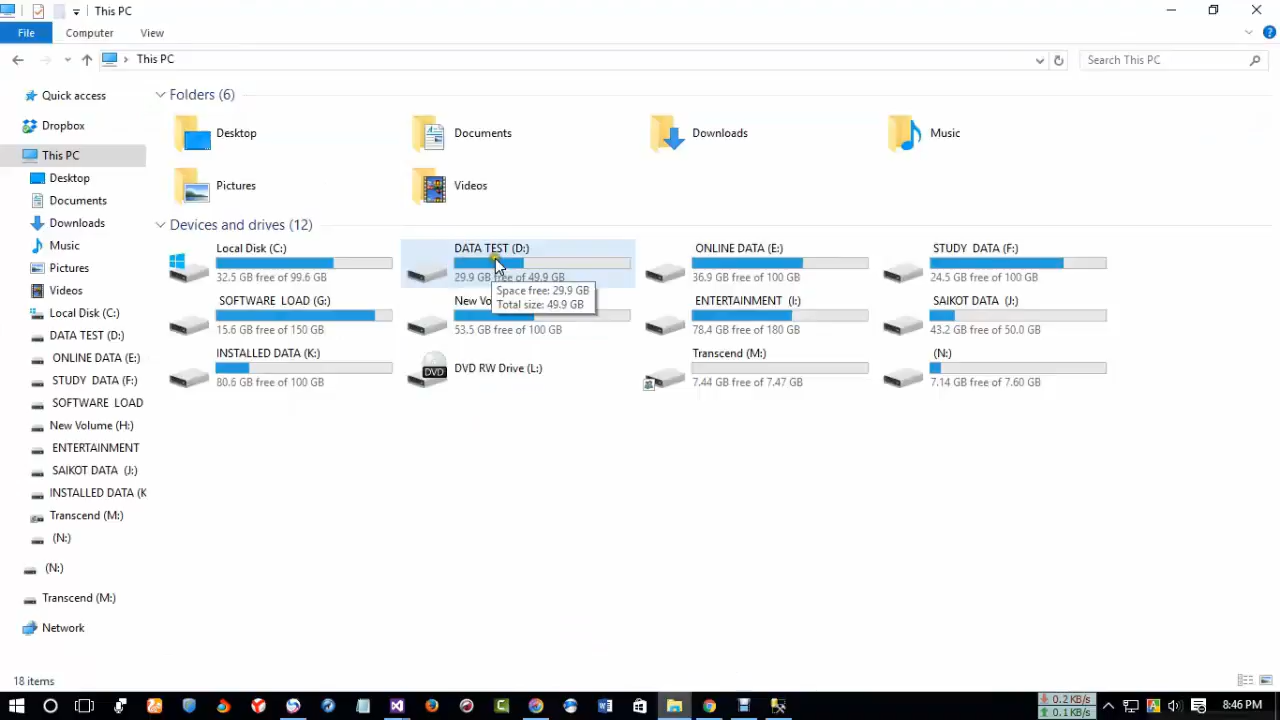 This PC
File Computer View
This PC
Search This PC
Quick access
Dropbox
This PC
Desktop
Documents
Downloads
Music
Pictures
Videos
Local Disk (C:)
DATA TEST (D:)
ONLINE DATA (E:)
STUDY DATA (F:)
SOFTWARE LOAD
New Volume (H:)
ENTERTAINMENT
SAIKOT DATA (J:)
INSTALLED DATA (K
Transcend (M:)
(N:)
(N:)
Transcend (M:)
Network
Folders (6)
Desktop Documents Downloads Music
Pictures Videos
Devices and drives (12)
Local Disk (C:)
32.5 GB free of 99.6 GB
DATA TEST (D:)
29.9 GB free of 49.9 GB
ONLINE DATA (E:)
36.9 GB free of 100 GB
STUDY DATA (F:)
24.5 GB free of 100 GB
Space free: 29.9 GB
Total size: 49.9 GB
SOFTWARE LOAD (G:)
15.6 GB free of 150 GB
New Vo
53.5 GB free of 100 GB
ENTERTAINMENT (I:)
78.4 GB free of 180 GB
SAIKOT DATA (J:)
43.2 GB free of 50.0 GB
INSTALLED DATA (K:)
80.6 GB free of 100 GB
DVD
DVD RW Drive (L:)
Transcend (M:)
7.44 GB free of 7.47 GB
(N:)
7.14 GB free of 7.60 GB
18 items
0.2 KB/s
0.1 KB/s
8:46 PM